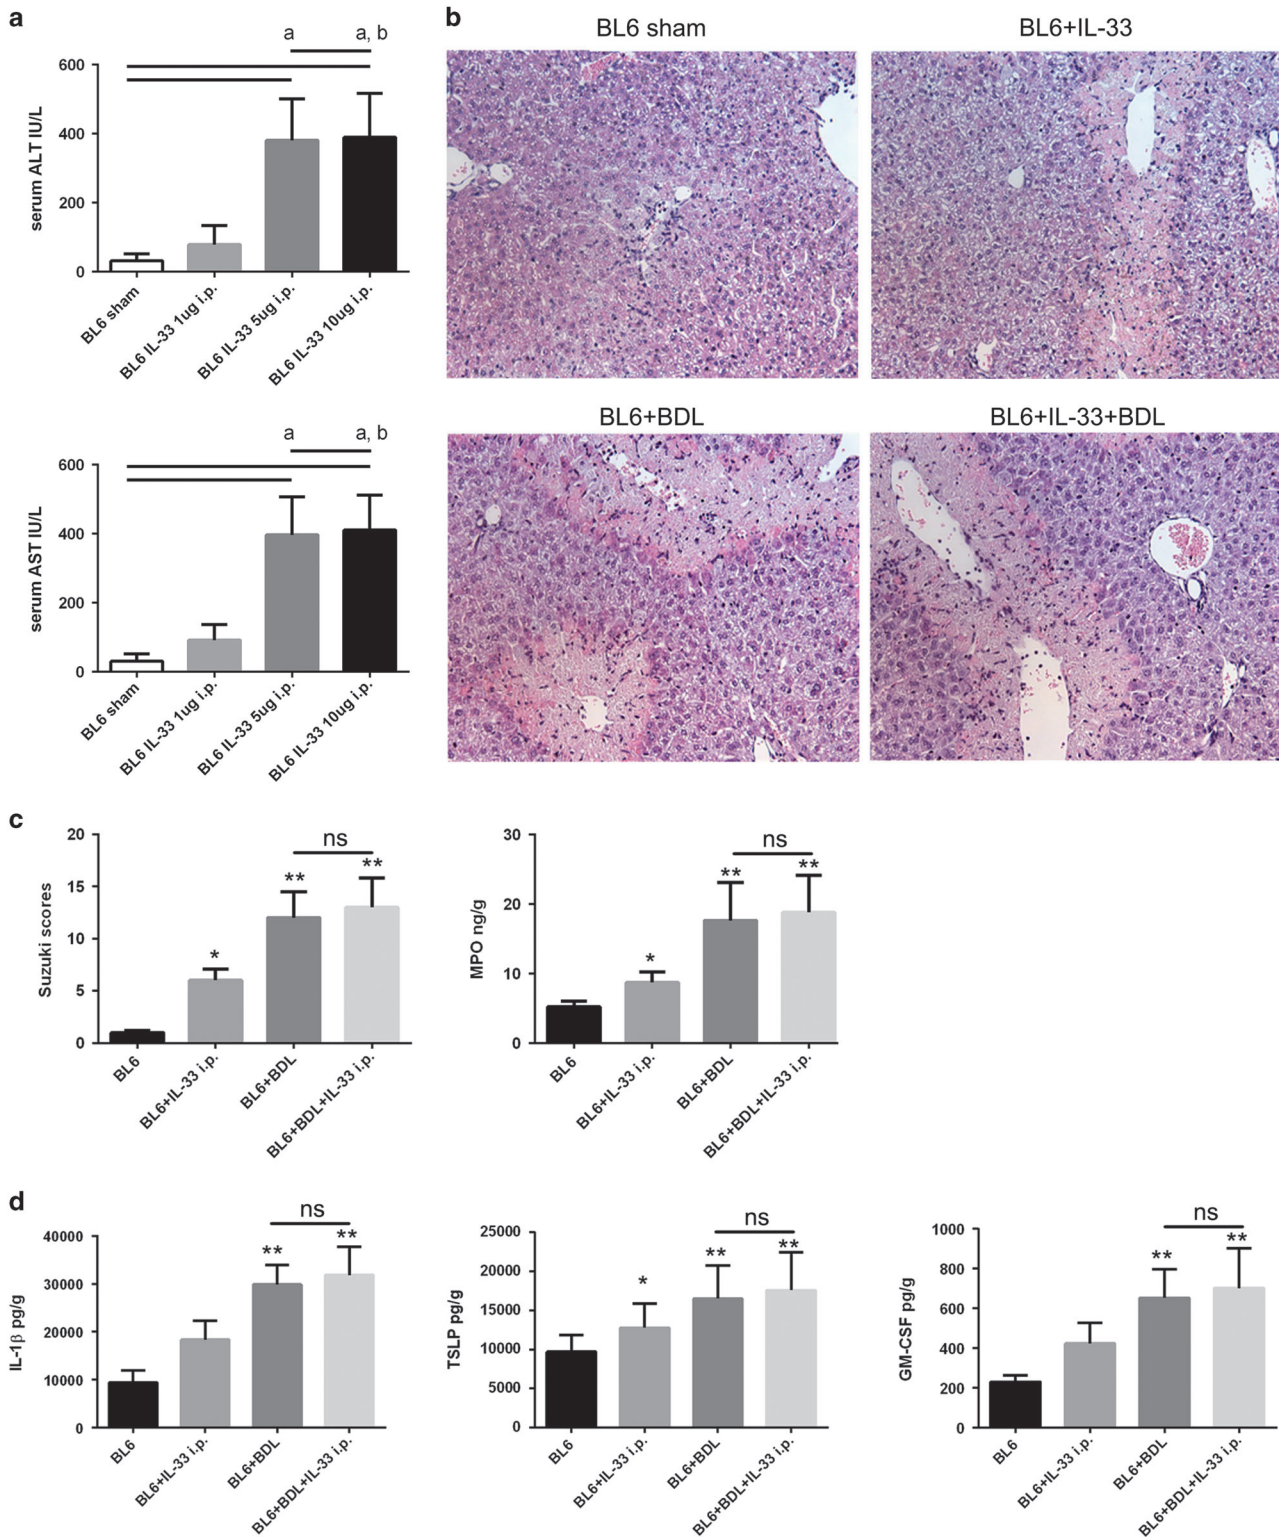 a
a a, b
serum ALT IU/L
600
400
200
0
BL6 sham
BL6 IL-33 1ug i.p.
BL6 IL-33 5ug i.p.
BL6 IL-33 10ug i.p.
a a, b
serum AST IU/L
600
400
200
0
BL6 sham
BL6 IL-33 1ug i.p.
BL6 IL-33 5ug i.p.
BL6 IL-33 10ug i.p.
b
BL6 sham
BL6+IL-33
BL6+BDL
BL6+IL-33+BDL
c
Suzuki scores
20
15
10
5
0
*
**
ns
**
BL6
BL6+IL-33 i.p.
BL6+BDL
BL6+BDL+IL-33 i.p.
MPO ng/g
30
20
10
0
*
**
ns
**
BL6
BL6+IL-33 i.p.
BL6+BDL
BL6+BDL+IL-33 i.p.
d
IL-1β pg/g
40000
30000
20000
10000
0
**
ns
**
BL6
BL6+IL-33 i.p.
BL6+BDL
BL6+BDL+IL-33 i.p.
TSLP pg/g
25000
20000
15000
10000
5000
0
*
**
ns
**
BL6
BL6+IL-33 i.p.
BL6+BDL
BL6+BDL+IL-33 i.p.
GM-CSF pg/g
1000
800
600
400
200
0
**
ns
**
BL6
BL6+IL-33 i.p.
BL6+BDL
BL6+BDL+IL-33 i.p.